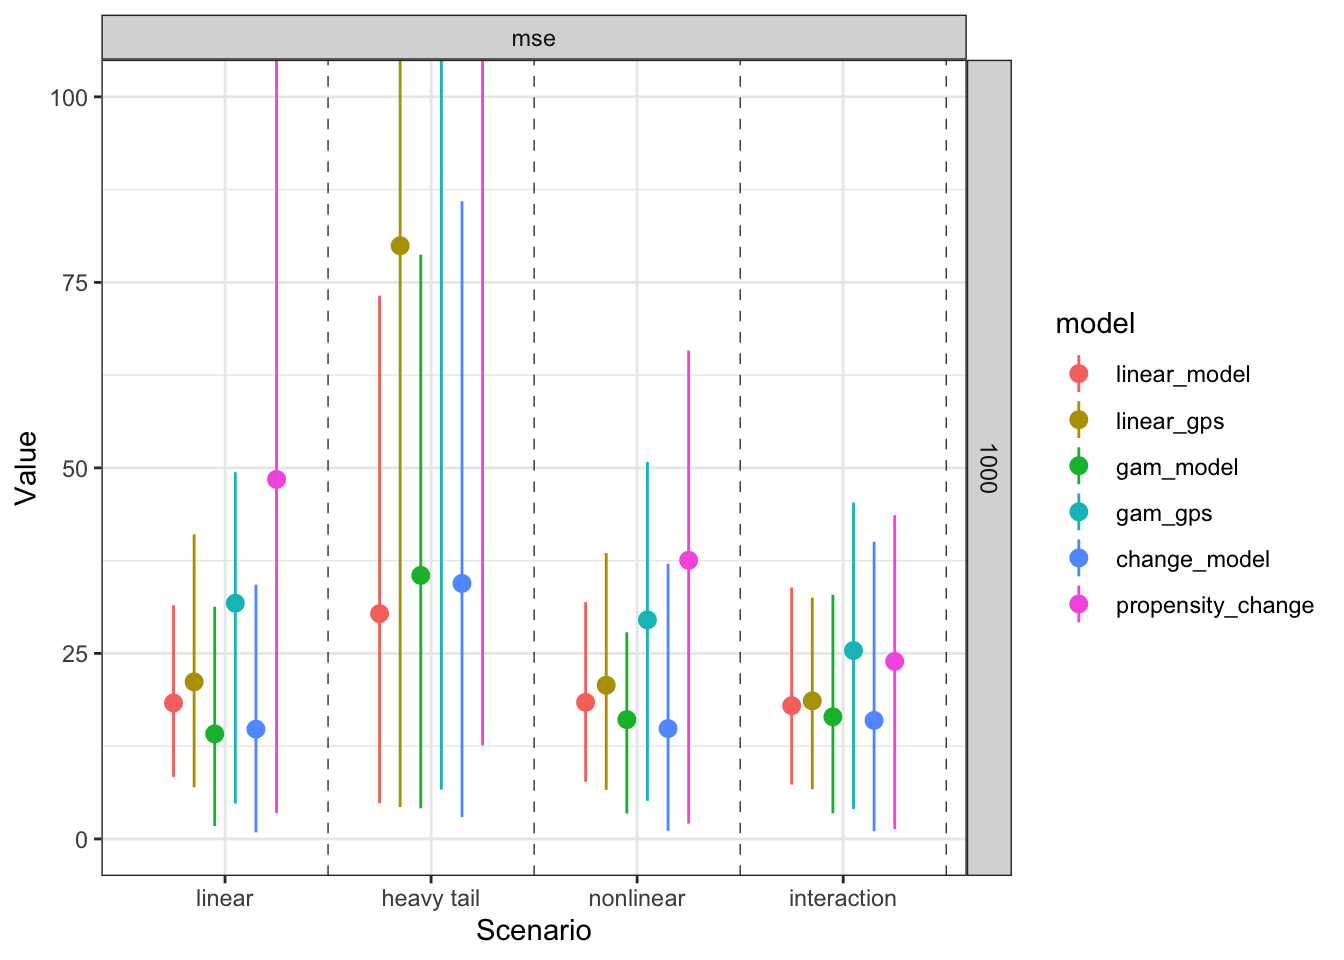 mse
1000
100
75
50
25
0
Value
linear heavy tail nonlinear interaction
Scenario
model
linear_model
linear_gps
gam_model
gam_gps
change_model
propensity_change